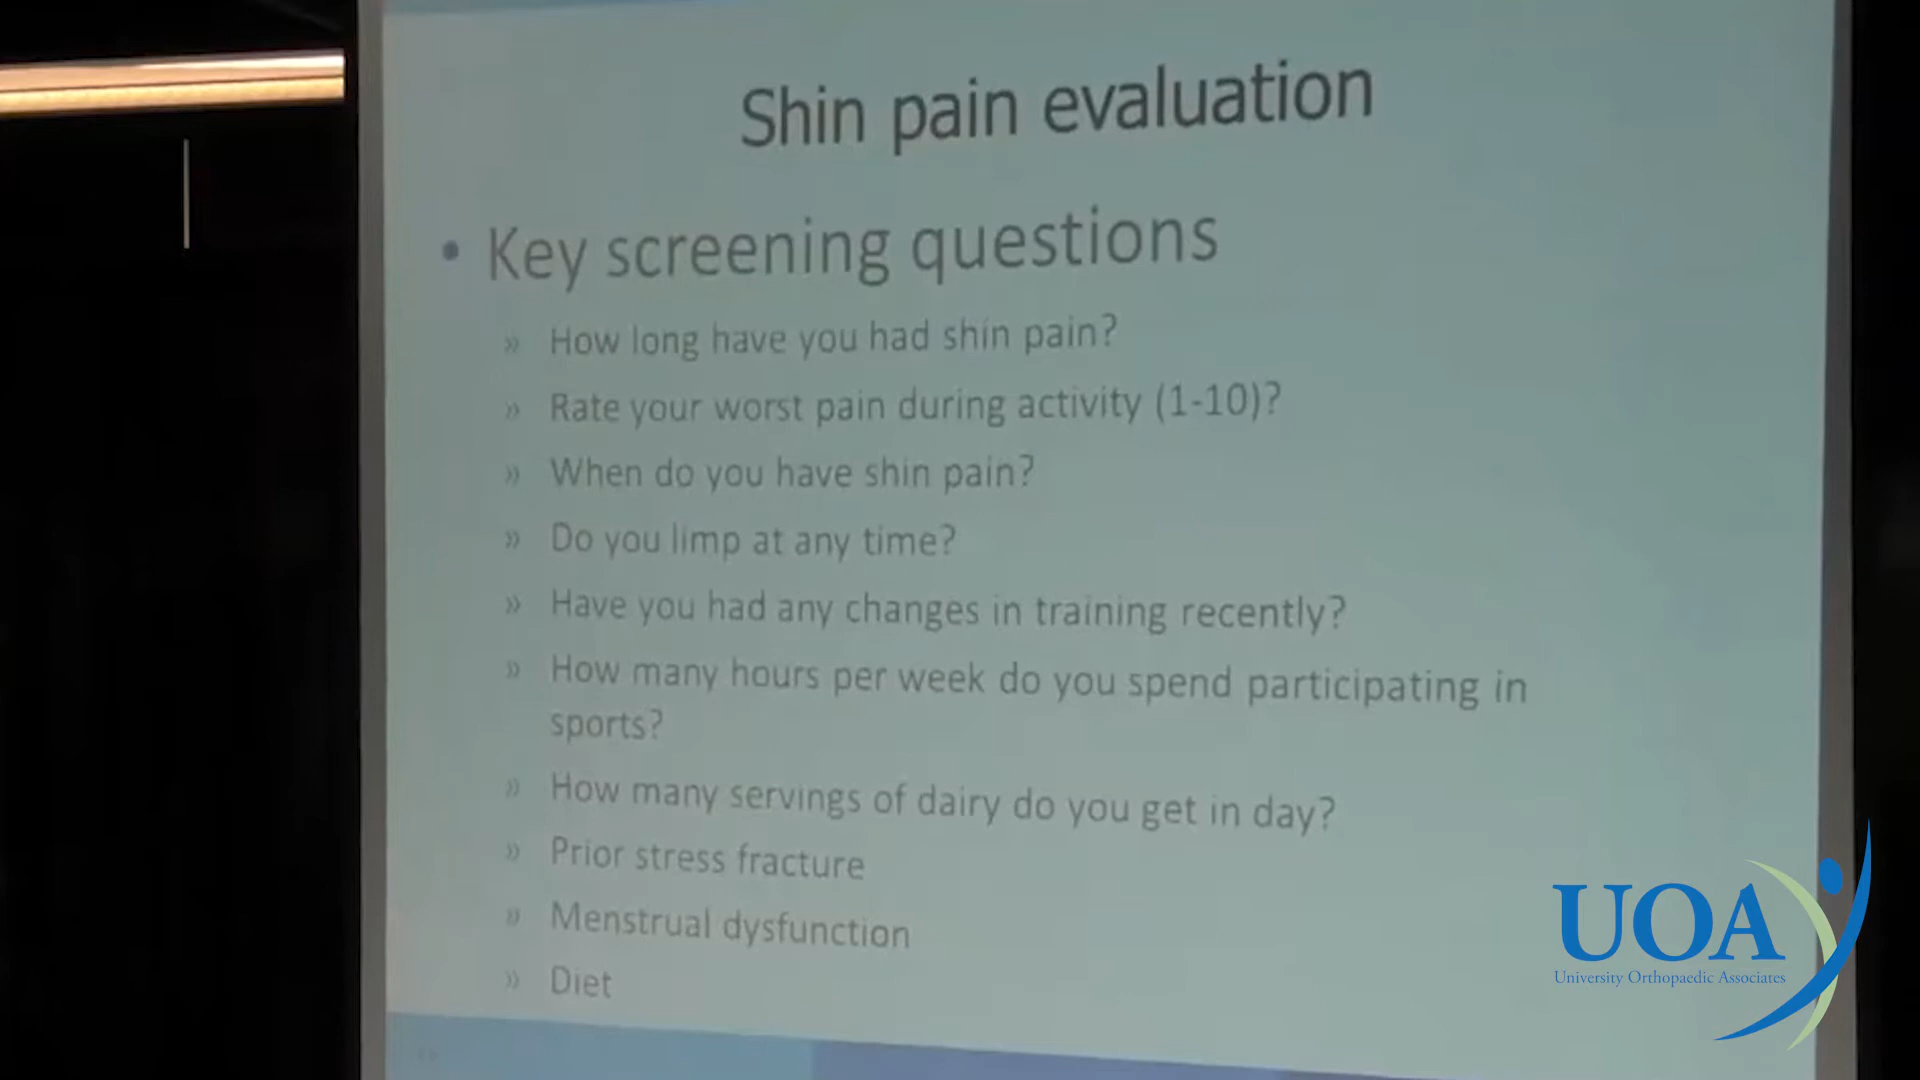 Shin pain evaluation
• Key screening questions
» How long have you had shin pain?
» Rate your worst pain during activity (1-10)?
» When do you have shin pain?
» Do you limp at any time?
» Have you had any changes in training recently?
» How many hours per week do you spend participating in
sports?
» How many servings of dairy do you get in day?
» Prior stress fracture
» Menstrual dysfunction
» Diet
UOA
University Orthopaedic Associates